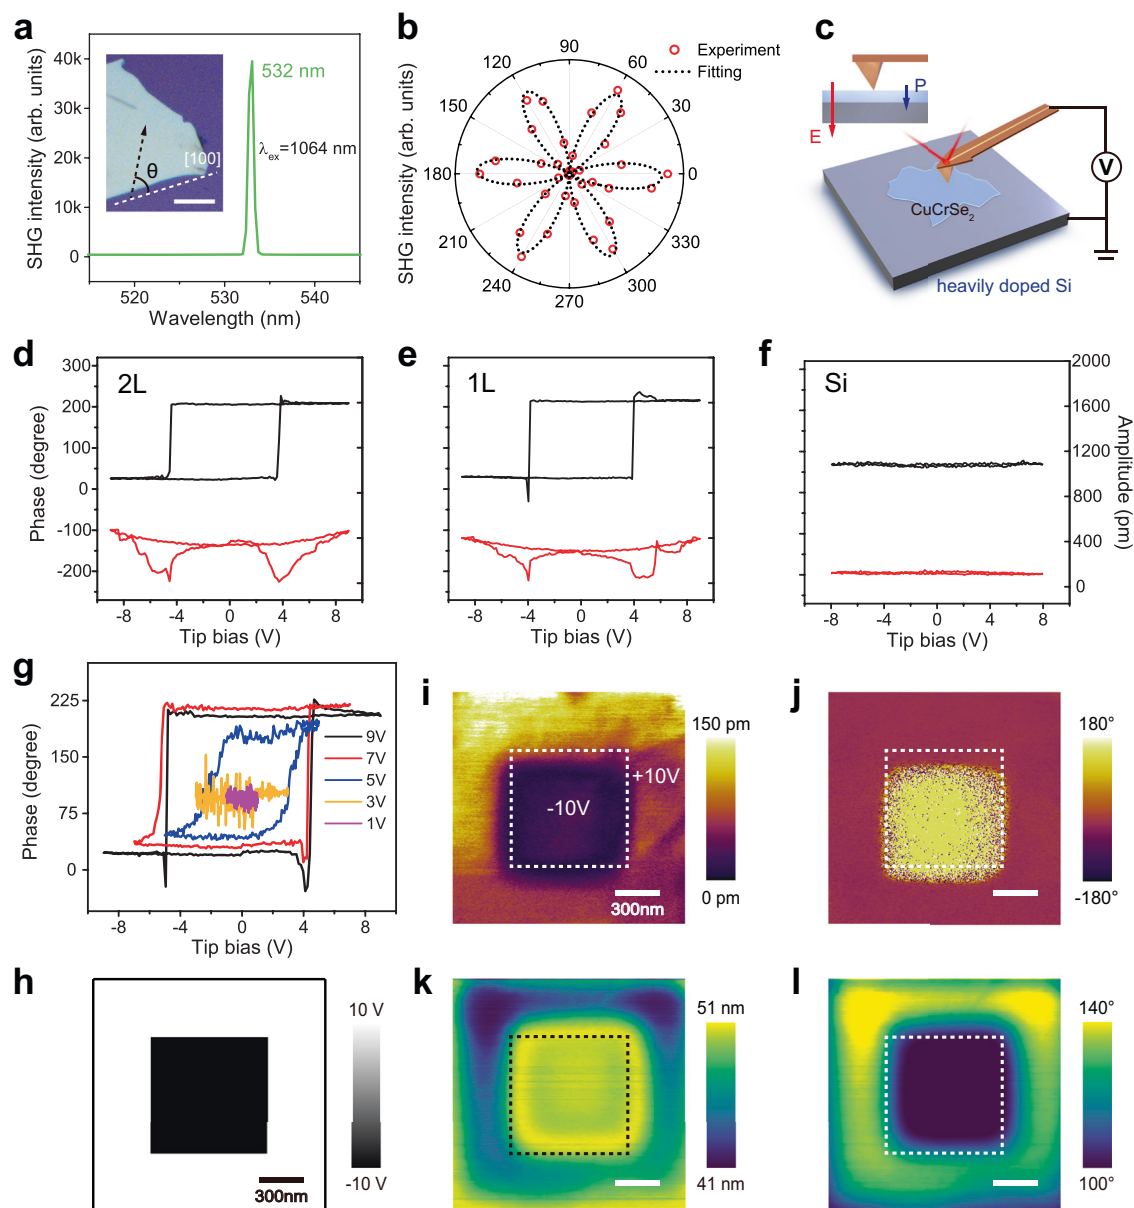 a
SHG intensity (arb. units)
40k
30k
20k
10k
0
532 nm
λex=1064 nm
[100]
θ
520
530
540
Wavelength (nm)
b
SHG intensity (arb. units)
90
60
30
0
330
300
270
240
210
180
150
120
Experiment
Fitting
c
P
E
V
CuCrSe2
heavily doped Si
d
2L
Phase (degree)
300
200
100
0
-100
-200
-8
-4
0
4
8
Tip bias (V)
e
1L
-8
-4
0
4
8
Tip bias (V)
f
Si
2000
1600
1200
800
400
0
Amplitude (pm)
-8
-4
0
4
8
Tip bias (V)
g
Phase (degree)
225
150
75
0
9V
7V
5V
3V
1V
-8
-4
0
4
8
Tip bias (V)
i
+10V
-10V
300nm
150 pm
0 pm
j
180°
-180°
h
10 V
-10 V
300nm
k
51 nm
41 nm
l
140°
100°